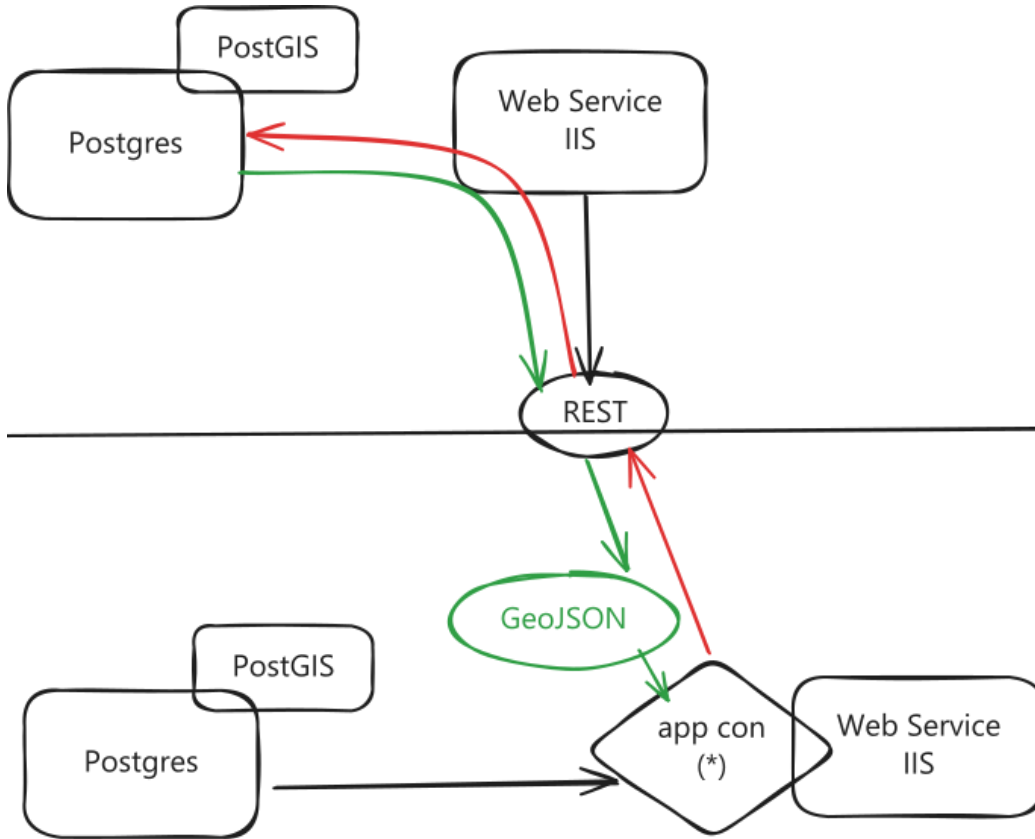 PostGIS
Postgres
Web Service
IIS
REST
GeoJSON
PostGIS
Postgres
app con
(*)
Web Service
IIS